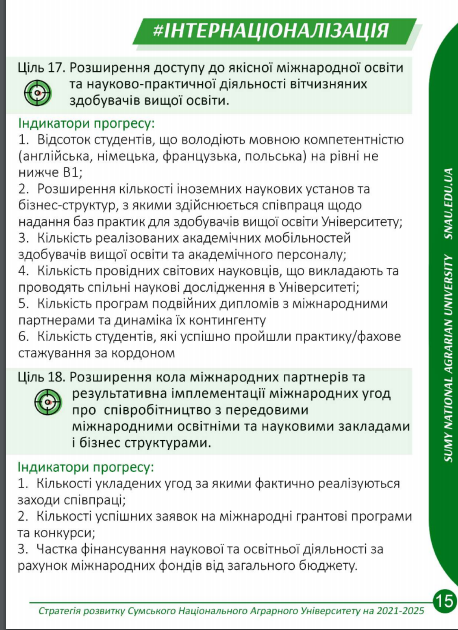 #ІНТЕРНАЦІОНАЛІЗАЦІЯ
Ціль 17. Розширення доступу до якісної міжнародної освіти
та науково-практичної діяльності вітчизняних
здобувачів вищої освіти.
Індикатори прогресу:
1. Відсоток студентів, що володіють мовною компетентністю
(англійська, німецька, французька, польська) на рівні не
нижче В1;
2. Розширення кількості іноземних наукових установ та
бізнес-структур, з якими здійснюється співпраця щодо
надання баз практик для здобувачів вищої освіти Університету;
3. Кількість реалізованих академічних мобільностей
здобувачів вищої освіти та академічного персоналу;
4. Кількість провідних світових науковців, що викладають та
проводять спільні наукові дослідження в Університеті;
5. Кількість програм подвійних дипломів з міжнародними
партнерами та динаміка їх контингенту
6. Кількість студентів, які успішно пройшли практику/фахове
стажування за кордоном
Ціль 18. Розширення кола міжнародних партнерів та
результативна імплементації міжнародних угод
про співробітництво з передовими
міжнародними освітніми та науковими закладами
і бізнес структурами.
Індикатори прогресу:
1. Кількості укладених угод за якими фактично реалізуються
заходи співпраці;
2. Кількості успішних заявок на міжнародні грантові програми
та конкурси;
3. Частка фінансування наукової та освітньої діяльності за
рахунок міжнародних фондів від загального бюджету.
SUMY NATIONAL AGRARIAN UNIVERSITY SNAU.EDU.UA
Стратегія розвитку Сумського Національного Аграрного Університету на 2021-2025
15